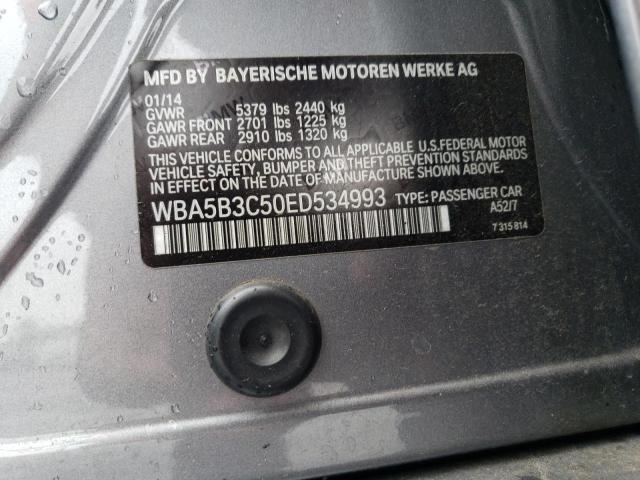 MFD BY BAYERISCHE MOTOREN WERKE AG
01/14
GVWR 5379 lbs 2440 kg
GAWR FRONT 2701 lbs 1225 kg
GAWR REAR 2910 lbs 1320 kg
THIS VEHICLE CONFORMS TO ALL APPLICABLE U.S.FEDERAL MOTOR
VEHICLE SAFETY, BUMPER AND THEFT PREVENTION STANDARDS
IN EFFECT ON THE DATE OF MANUFACTURE SHOWN ABOVE.
WBA5B3C50ED534993 TYPE: PASSENGER CAR
A52/7
7 315 814